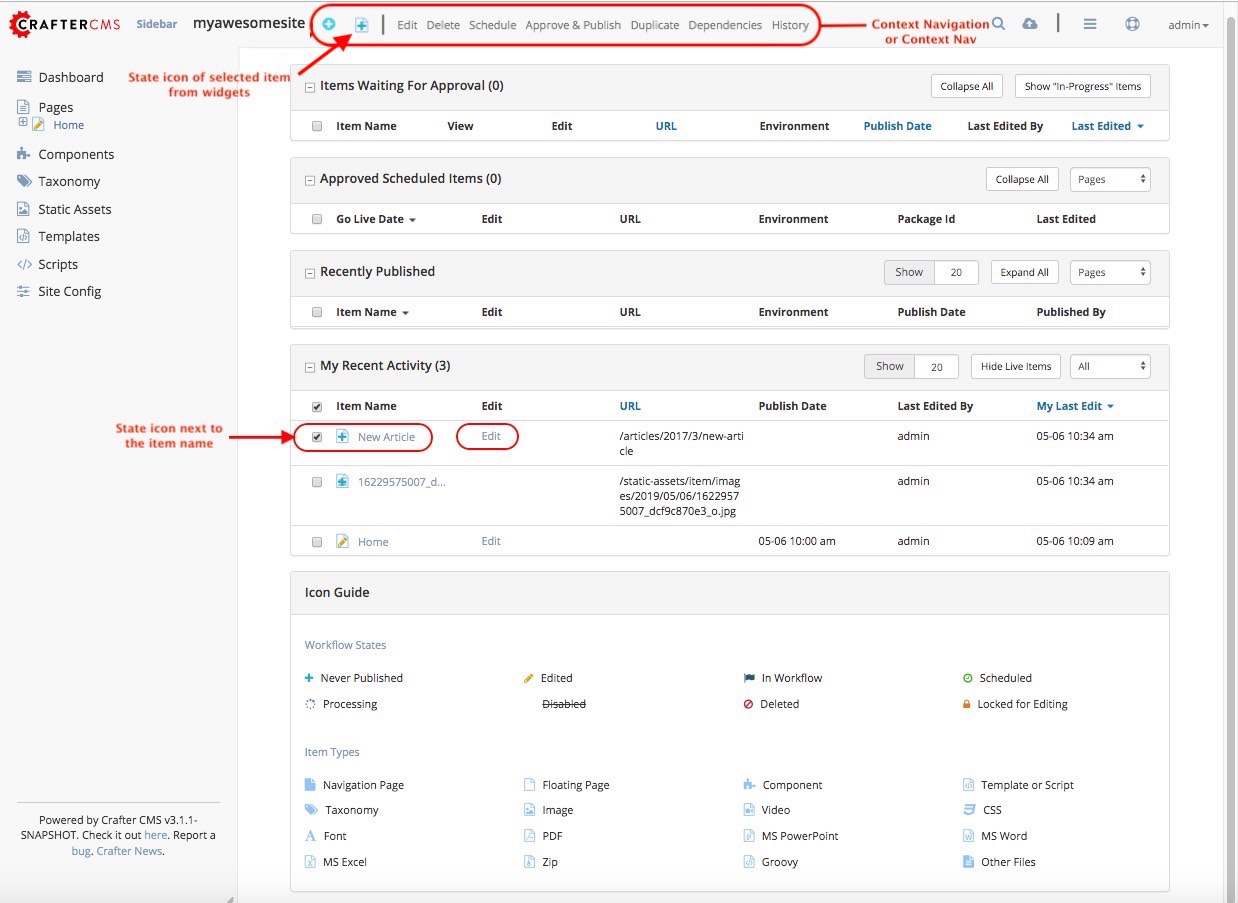 CRAFTERCMS Sidebar myawesomesite Edit Delete Schedule Approve & Publish Duplicate Dependencies History Context Navigation or Context Nav admin
State icon of selected item from widgets
Dashboard
Pages
Home
Components
Taxonomy
Static Assets
Templates
Scripts
Site Config
Items Waiting For Approval (0) Collapse All Show "In-Progress" Items
Item Name View Edit URL Environment Publish Date Last Edited By Last Edited
Approved Scheduled Items (0) Collapse All Pages
Go Live Date Edit URL Environment Package Id Last Edited
Recently Published Show 20 Expand All Pages
Item Name Edit URL Environment Publish Date Published By
My Recent Activity (3) Show 20 Hide Live Items All
Item Name Edit URL Publish Date Last Edited By My Last Edit
State icon next to
the item name
New Article Edit /articles/2017/3/new-arti
cle admin 05-06 10:34 am
16229575007_d... /static-assets/item/imag
es/2019/05/06/1622957
5007_dcf9c870e3_o.jpg admin 05-06 10:34 am
Home Edit 05-06 10:00 am admin 05-06 10:09 am
Icon Guide
Workflow States
Never Published Edited In Workflow Scheduled
Processing Disabled Deleted Locked for Editing
Item Types
Navigation Page Floating Page Component Template or Script
Taxonomy Image Video CSS
Font PDF MS PowerPoint MS Word
MS Excel Zip Groovy Other Files
Powered by Crafter CMS v3.1.1-
SNAPSHOT. Check it out here. Report a
bug. Crafter News.